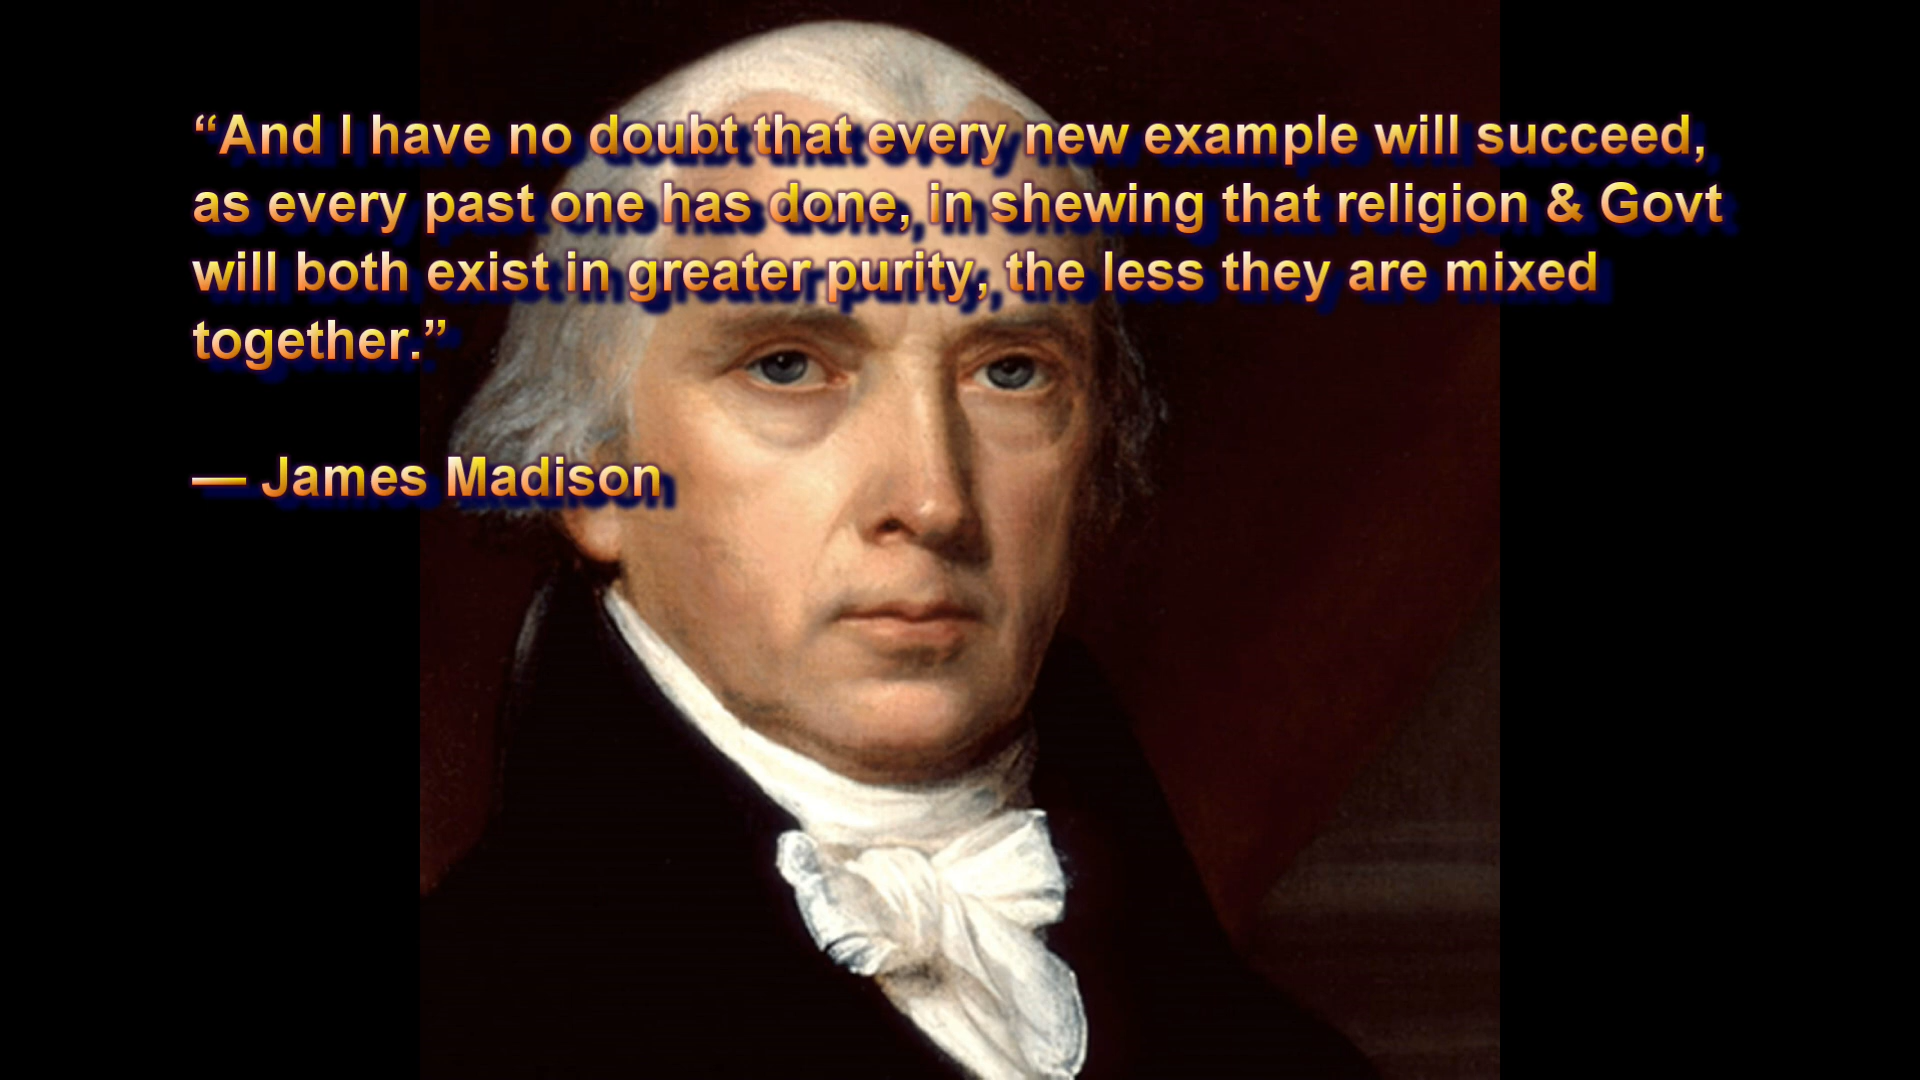 “And I have no doubt that every new example will succeed,
as every past one has done, in shewing that religion & Govt
will both exist in greater purity, the less they are mixed
together.”
— James Madison